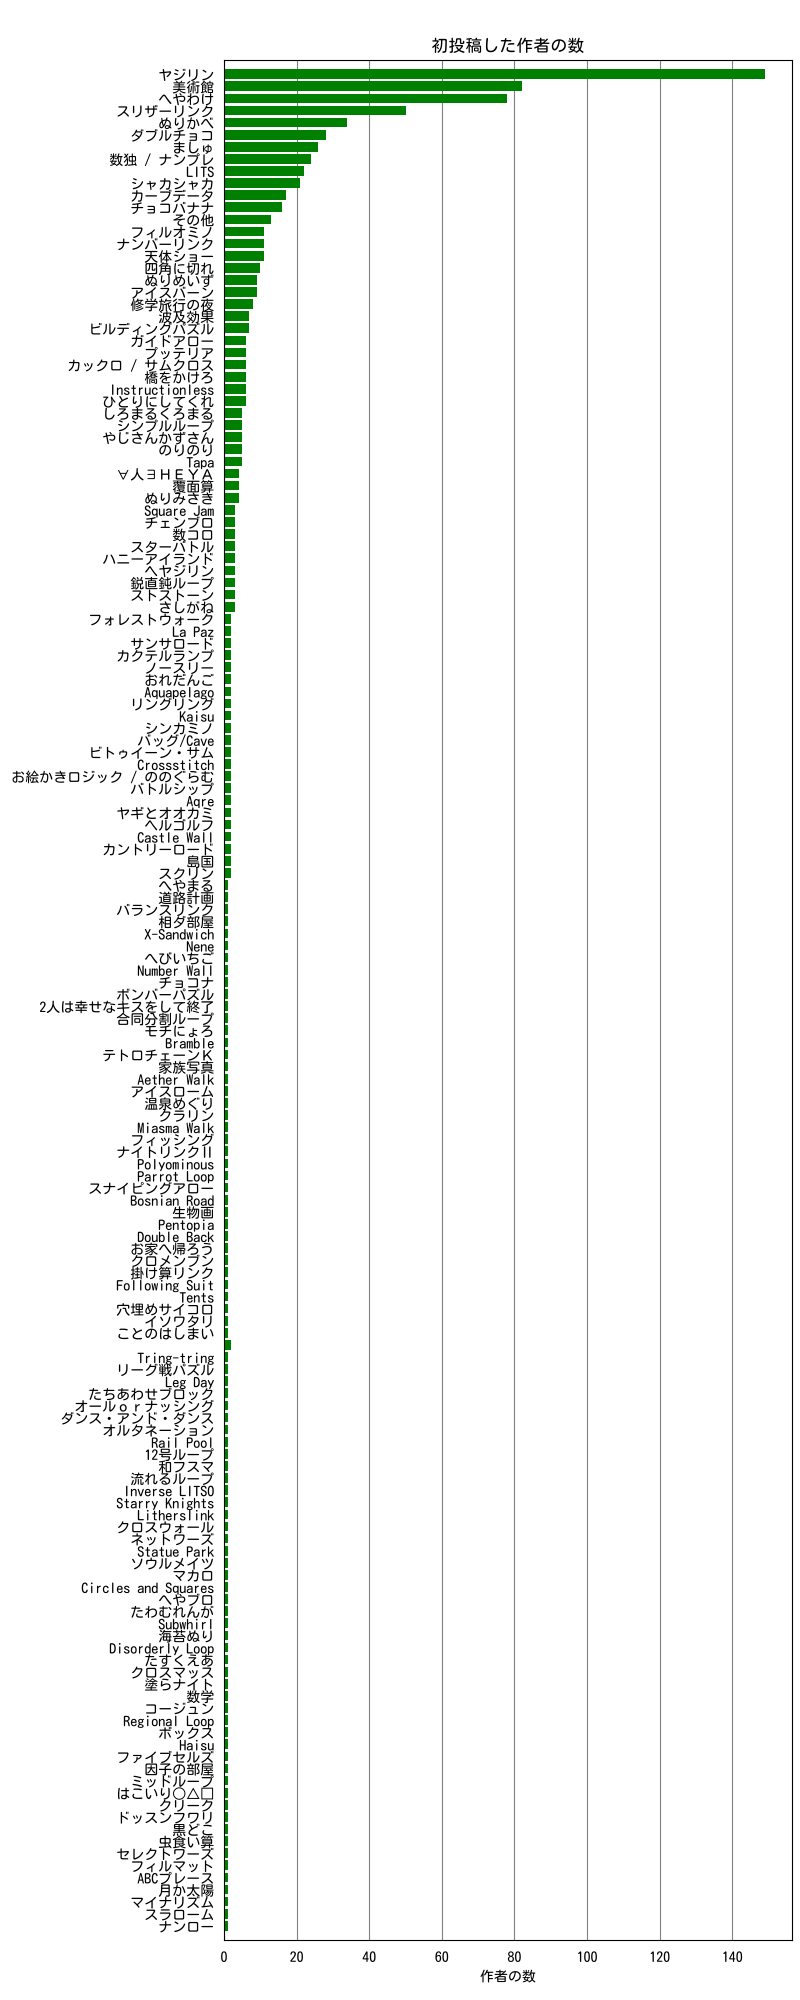 初投稿した作者の数
ヤジリン
美術館
へやわけ
スリザーリンク
ぬりかべ
ダブルチョコ
ましゅ
数独 / ナンプレ
LITS
シャカシャカ
カーブデータ
チョコバナナ
その他
フィルオミノ
ナンバーリンク
天体ショー
四角に切れ
ぬりめいず
アイスバーン
修学旅行の夜
波及効果
ビルディングパズル
ガイドアロー
プッテリア
カックロ / サムクロス
橋をかけろ
Instructionless
ひとりにしてくれ
しろまるくろまる
シンプルループ
やじさんかずさん
のりのり
Tapa
∀人∃ＨＥＹＡ
覆面算
ぬりみさき
Square Jam
チェンブロ
数コロ
スターバトル
ハニーアイランド
ヘヤジリン
鋭直鈍ループ
ストストーン
さしがね
フォレストウォーク
La Paz
サンサロード
カクテルランプ
ノースリー
おれだんご
Aquapelago
リングリング
Kaisu
シンカミノ
バッグ/Cave
ビトゥイーン・サム
Crossstitch
お絵かきロジック / ののぐらむ
バトルシップ
Aqre
ヤギとオオカミ
ヘルゴルフ
Castle Wall
カントリーロード
島国
スクリン
へやまる
道路計画
バランスリンク
相ダ部屋
X-Sandwich
Nene
へびいちご
Number Wall
チョコナ
ボンバーパズル
2人は幸せなキスをして終了
合同分割ループ
モチにょろ
Bramble
テトロチェーンＫ
家族写真
Aether Walk
アイスローム
温泉めぐり
クラリン
Miasma Walk
フィッシング
ナイトリンクⅡ
Polyominous
Parrot Loop
スナイピングアロー
Bosnian Road
生物画
Pentopia
Double Back
お家へ帰ろう
クロメンブン
掛け算リンク
Following Suit
Tents
穴埋めサイコロ
イソワタリ
ことのはしまい
Tring-tring
リーグ戦パズル
Leg Day
たちあわせブロック
オールｏｒナッシング
ダンス・アンド・ダンス
オルタネーション
Rail Pool
12号ループ
和フスマ
流れるループ
Inverse LITSO
Starry Knights
Litherslink
クロスウォール
ネットワーズ
Statue Park
ソウルメイツ
マカロ
Circles and Squares
へやブロ
たわむれんが
Subwhirl
海苔ぬり
Disorderly Loop
たすくえあ
クロスマッス
塗らナイト
数学
コージュン
Regional Loop
ボックス
Haisu
ファイブセルズ
因子の部屋
ミッドループ
はこいり○△□
クリーク
ドッスンフワリ
黒どこ
虫食い算
セレクトワーズ
フィルマット
ABCプレース
月か太陽
マイナリズム
スラローム
ナンロー
0 20 40 60 80 100 120 140
作者の数